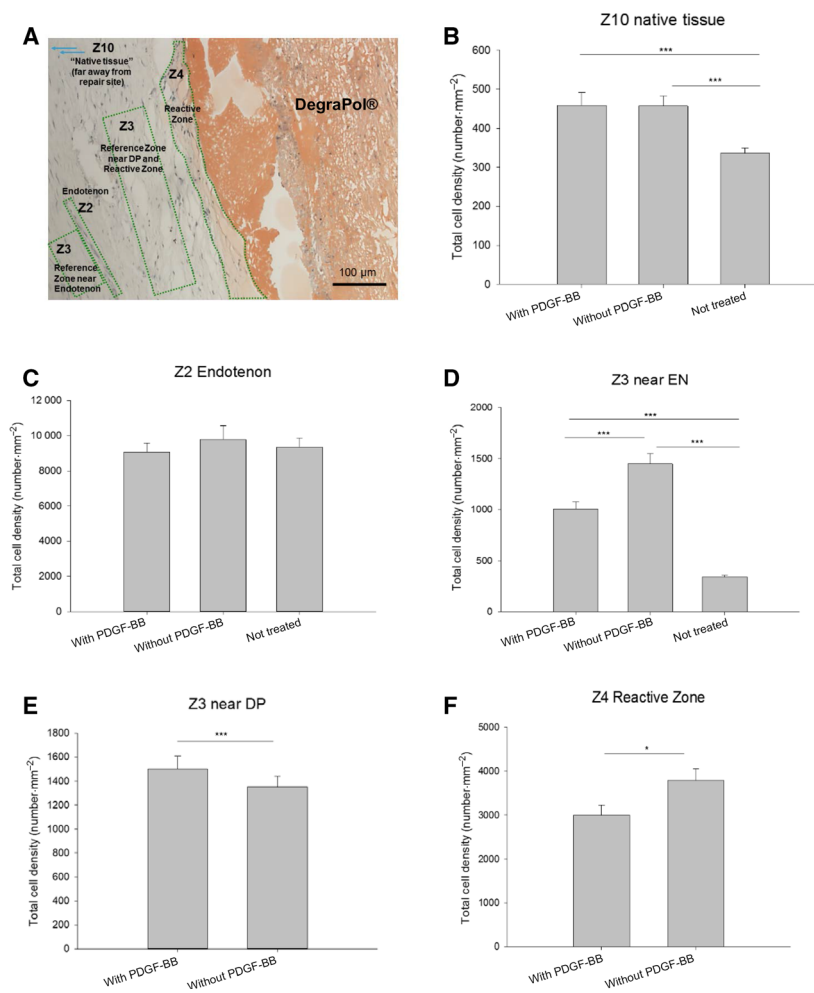 A
Z10
“Native tissue”
(far away from
repair site)
Z4
Reactive
Zone
DegraPol®
Z3
Reference Zone
near DP and
Reactive Zone
Endotenon
Z2
Z3
Reference
Zone near
Endotenon
100 µm
B
Z10 native tissue
Total cell density (number·mm−2)
600
500
400
300
200
100
0
***
***
With PDGF-BB
Without PDGF-BB
Not treated
C
Z2 Endotenon
Total cell density (number·mm−2)
12 000
10 000
8000
6000
4000
2000
0
With PDGF-BB
Without PDGF-BB
Not treated
D
Z3 near EN
Total cell density (number·mm−2)
2000
1500
1000
500
0
***
***
***
With PDGF-BB
Without PDGF-BB
Not treated
E
Z3 near DP
Total cell density (number·mm−2)
1800
1600
1400
1200
1000
800
600
400
200
0
***
With PDGF-BB
Without PDGF-BB
F
Z4 Reactive Zone
Total cell density (number·mm−2)
5000
4000
3000
2000
1000
0
*
With PDGF-BB
Without PDGF-BB